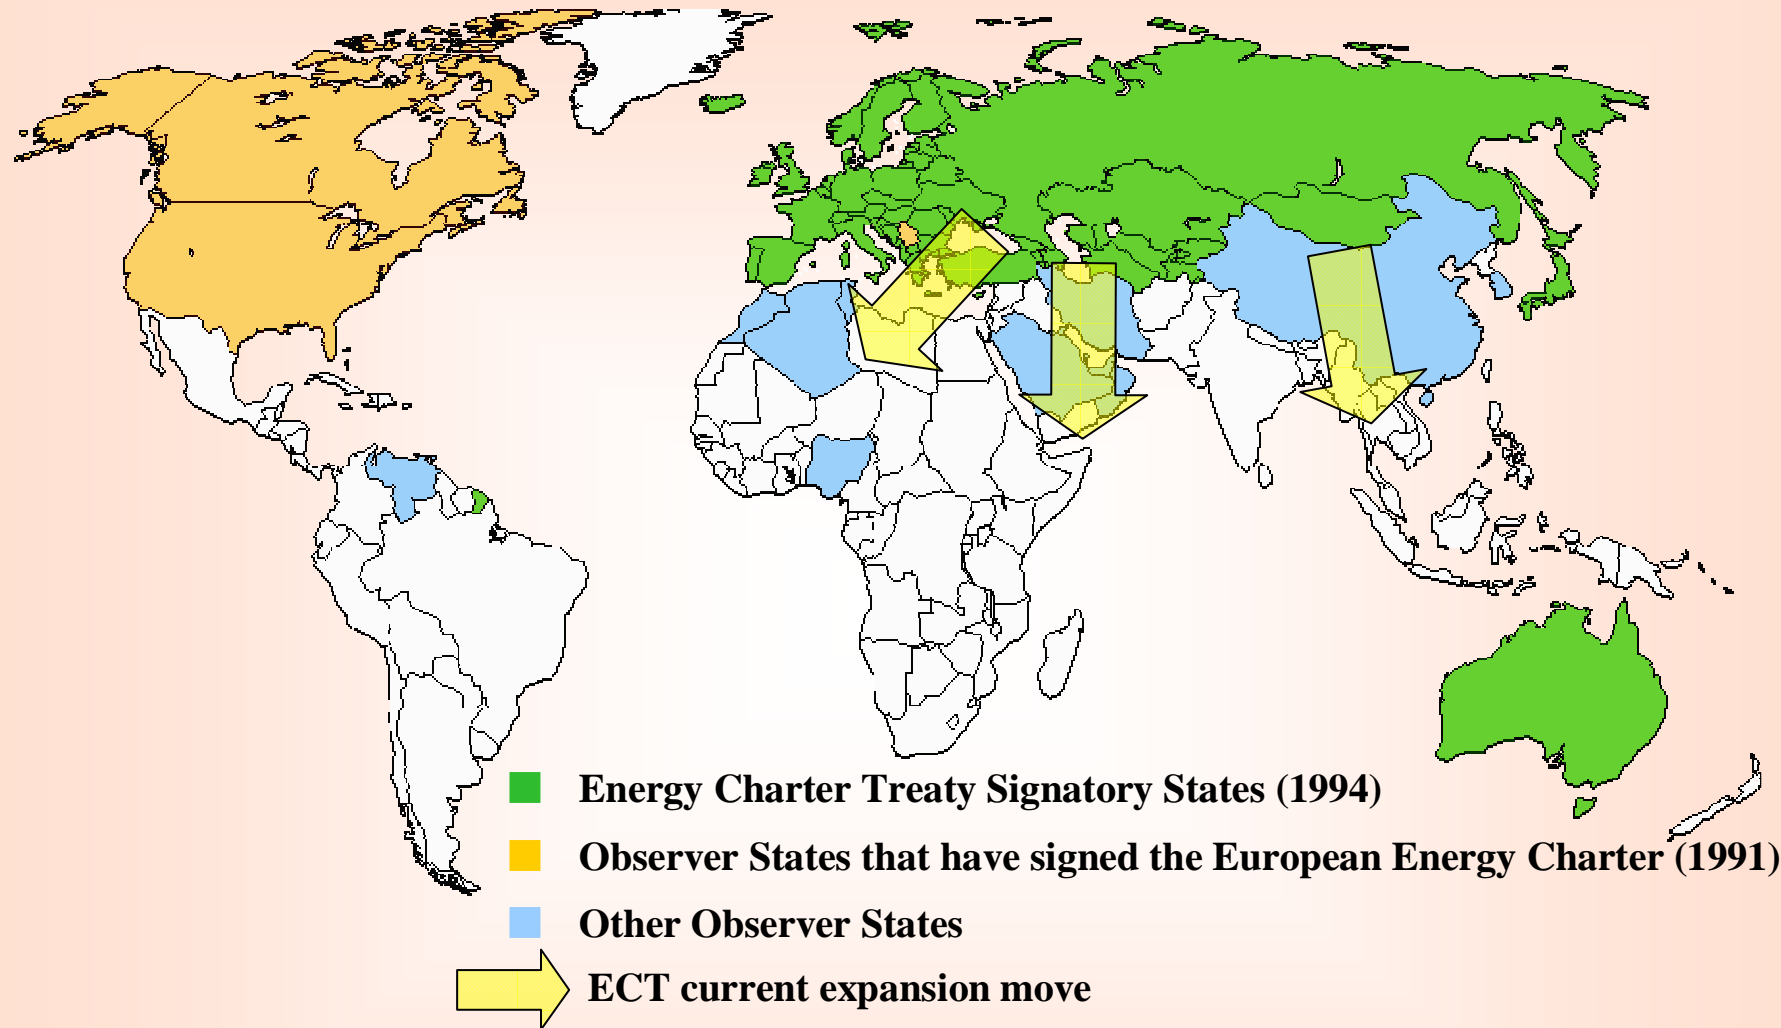 Energy Charter Treaty Signatory States (1994)
Observer States that have signed the European Energy Charter (1991)
Other Observer States
ECT current expansion move